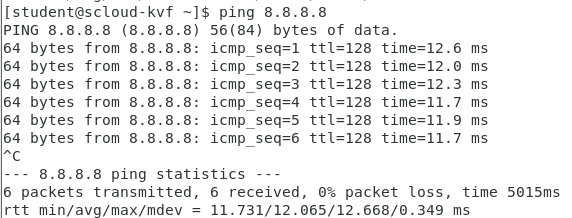 [student@scloud-kvf ~]$ ping 8.8.8.8
PING 8.8.8.8 (8.8.8.8) 56(84) bytes of data.
64 bytes from 8.8.8.8: icmp_seq=1 ttl=128 time=12.6 ms
64 bytes from 8.8.8.8: icmp_seq=2 ttl=128 time=12.0 ms
64 bytes from 8.8.8.8: icmp_seq=3 ttl=128 time=12.3 ms
64 bytes from 8.8.8.8: icmp_seq=4 ttl=128 time=11.7 ms
64 bytes from 8.8.8.8: icmp_seq=5 ttl=128 time=11.9 ms
64 bytes from 8.8.8.8: icmp_seq=6 ttl=128 time=11.7 ms
^C
--- 8.8.8.8 ping statistics ---
6 packets transmitted, 6 received, 0% packet loss, time 5015ms
rtt min/avg/max/mdev = 11.731/12.065/12.668/0.349 ms